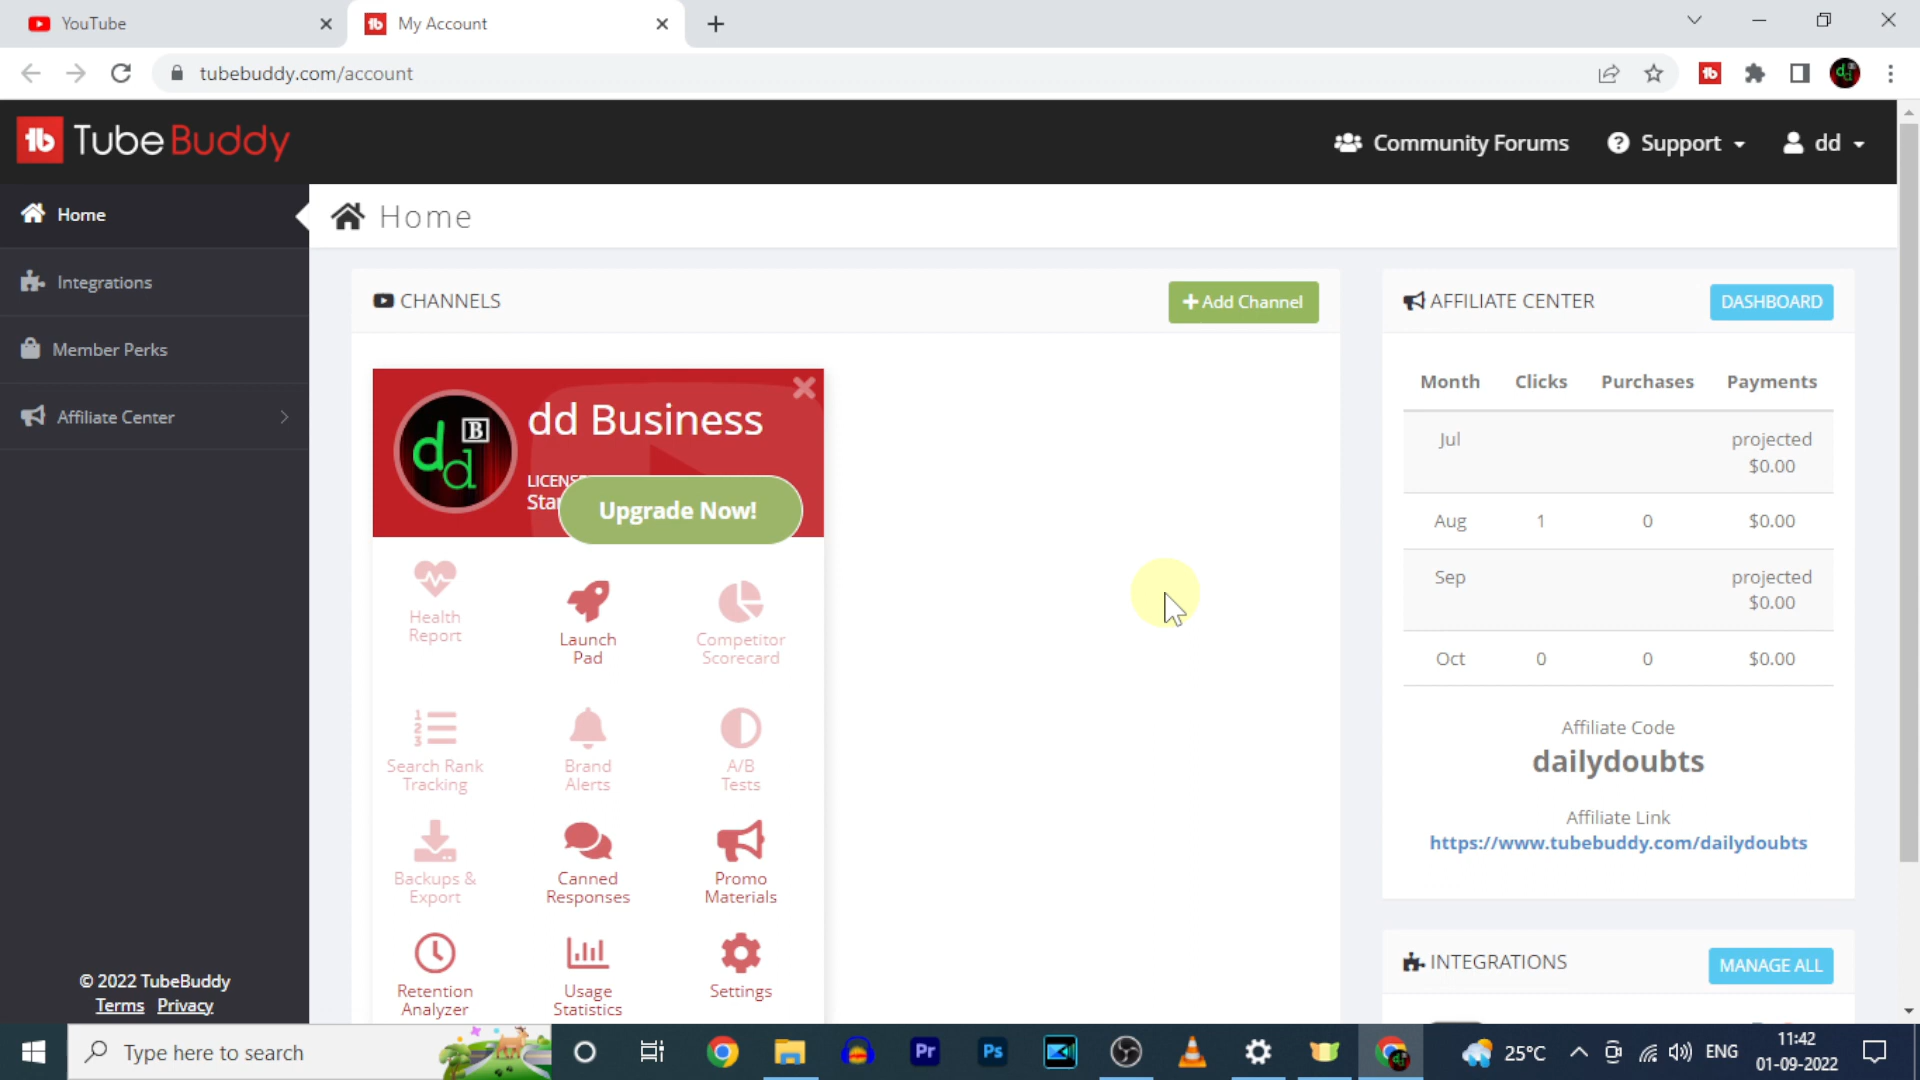 YouTube
My Account
tubebuddy.com/account
TubeBuddy
Community Forums
Support
dd
Home
Integrations
Member Perks
Affiliate Center
© 2022 TubeBuddy
Terms Privacy
Home
CHANNELS
+ Add Channel
dd B
dd Business
Upgrade Now!
Health
Report
Launch
Pad
Competitor
Scorecard
Search Rank
Tracking
Brand
Alerts
A/B
Tests
Backups &
Export
Canned
Responses
Promo
Materials
Retention
Analyzer
Usage
Statistics
Settings
AFFILIATE CENTER
DASHBOARD
Month Clicks Purchases Payments
Jul projected
$0.00
Aug 1 0 $0.00
Sep projected
$0.00
Oct 0 0 $0.00
Affiliate Code
dailydoubts
Affiliate Link
https://www.tubebuddy.com/dailydoubts
INTEGRATIONS
MANAGE ALL
Type here to search
Pr
Ps
25°C
ENG
11:42
01-09-2022